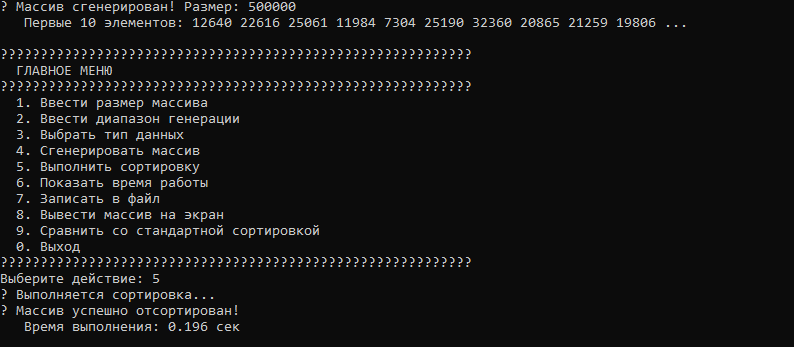 ? Массив сгенерирован! Размер: 500000
Первые 10 элементов: 12640 22616 25061 11984 7304 25190 32360 20865 21259 19806 ...
???????????????????????????????????????????????????????????
ГЛАВНОЕ МЕНЮ
???????????????????????????????????????????????????????????
1. Ввести размер массива
2. Ввести диапазон генерации
3. Выбрать тип данных
4. Сгенерировать массив
5. Выполнить сортировку
6. Показать время работы
7. Записать в файл
8. Вывести массив на экран
9. Сравнить со стандартной сортировкой
0. Выход
???????????????????????????????????????????????????????????
Выберите действие: 5
? Выполняется сортировка...
? Массив успешно отсортирован!
Время выполнения: 0.196 сек